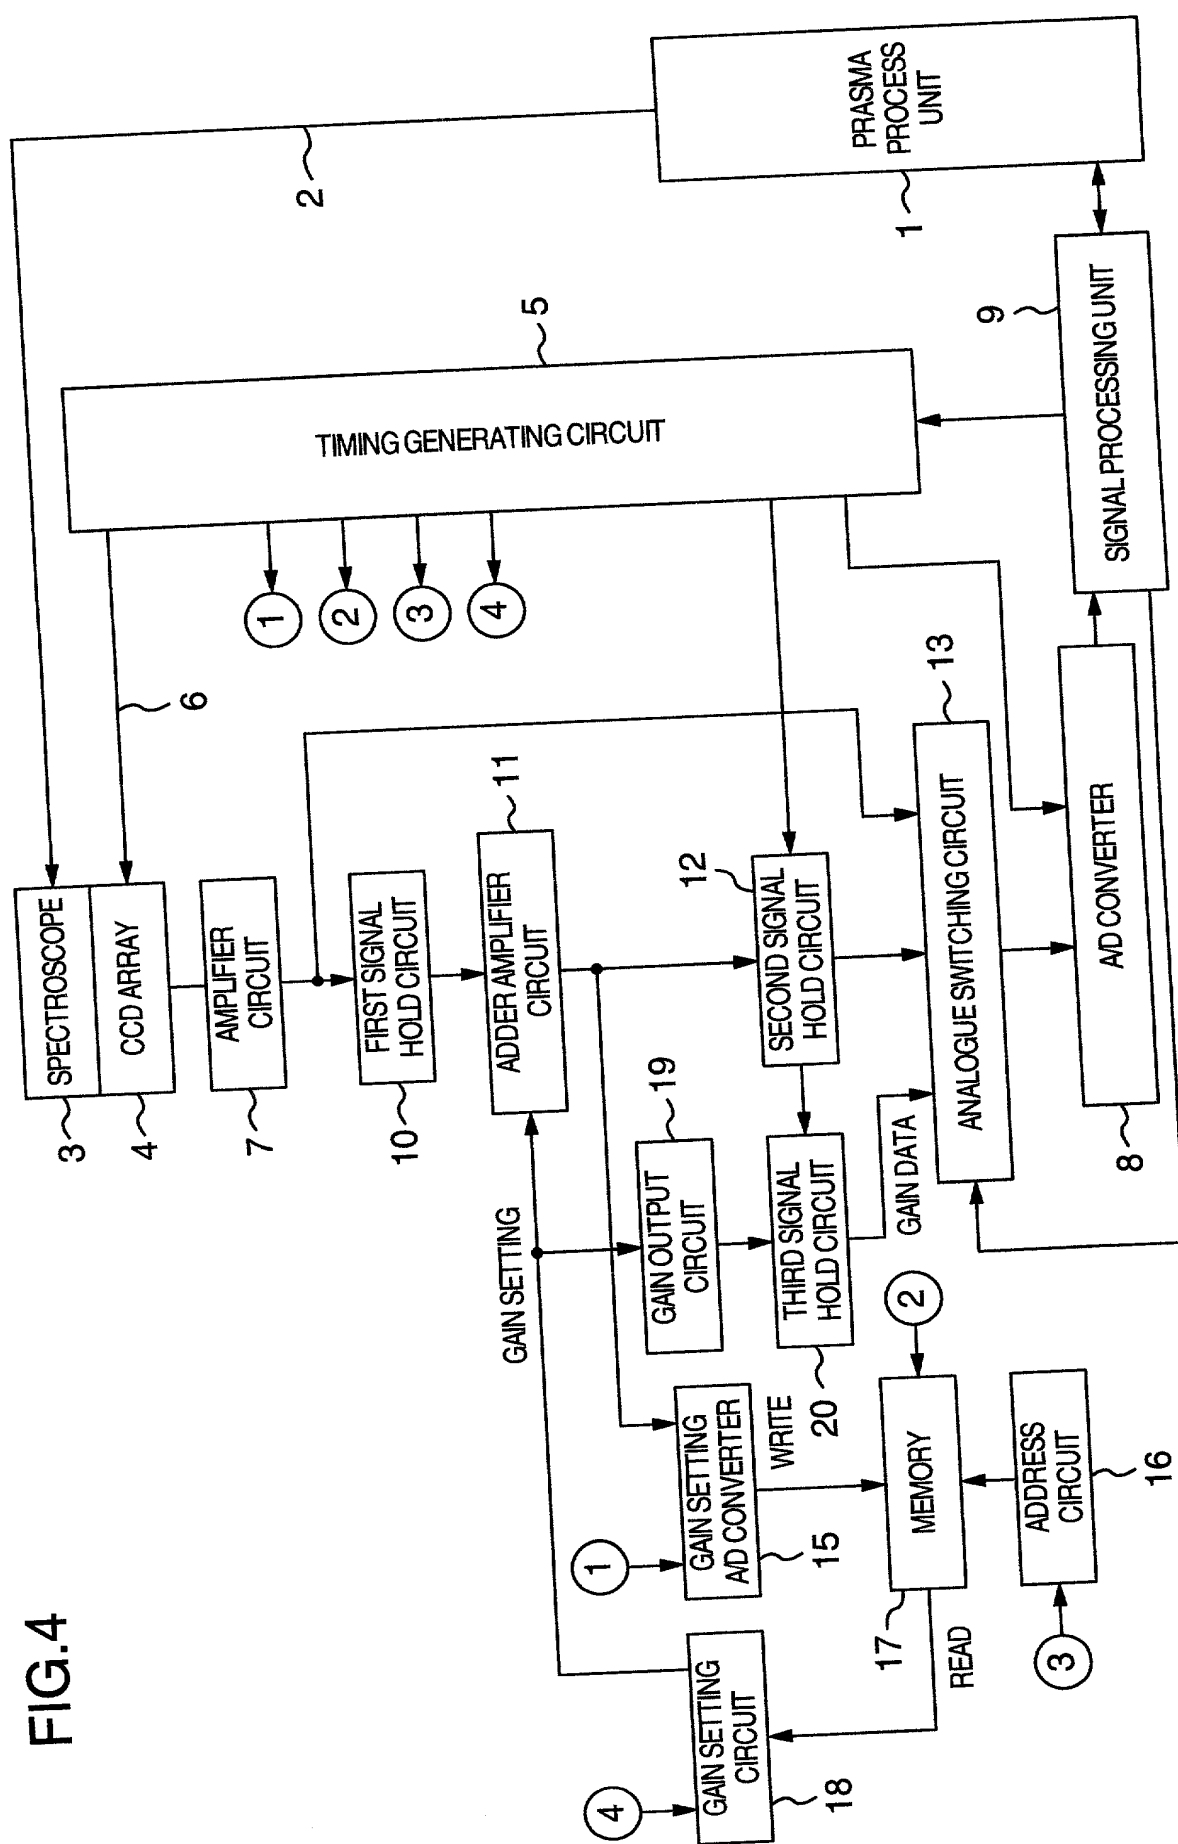 FIG.4
2
PRASMA
PROCESS
UNIT
1
5
TIMING GENERATING CIRCUIT
9
SIGNAL PROCESSING UNIT
6
1
2
3
4
SPECTROSCOPE
CCD ARRAY
3
4
AMPLIFIER
CIRCUIT
7
FIRST SIGNAL
HOLD CIRCUIT
10
ADDER AMPLIFIER
CIRCUIT
11
SECOND SIGNAL
HOLD CIRCUIT
12
ANALOGUE SWITCHING CIRCUIT
13
A/D CONVERTER
8
GAIN SETTING
GAIN OUTPUT
CIRCUIT
19
THIRD SIGNAL
HOLD CIRCUIT
20
GAIN DATA
1
GAIN SETTING
A/D CONVERTER
15
WRITE
2
MEMORY
17
READ
ADDRESS
CIRCUIT
16
3
4
GAIN SETTING
CIRCUIT
18